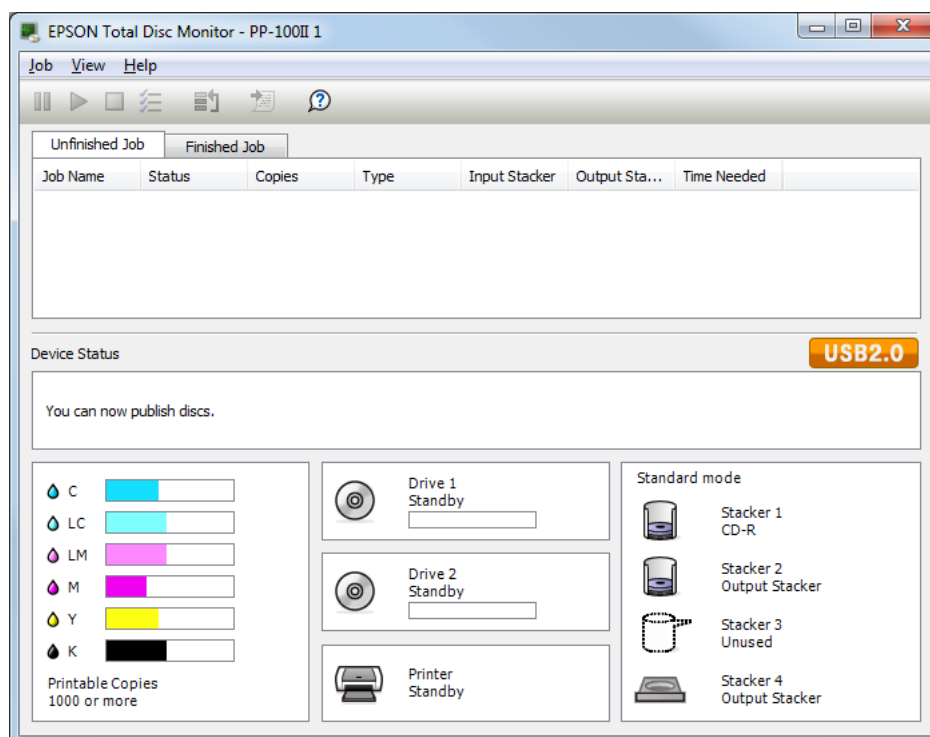 EPSON Total Disc Monitor - PP-100II 1
Job View Help
Unfinished Job Finished Job
Job Name Status Copies Type Input Stacker Output Sta... Time Needed
Device Status
USB2.0
You can now publish discs.
C
LC
LM
M
Y
K
Printable Copies
1000 or more
Drive 1
Standby
Drive 2
Standby
Printer
Standby
Standard mode
Stacker 1
CD-R
Stacker 2
Output Stacker
Stacker 3
Unused
Stacker 4
Output Stacker